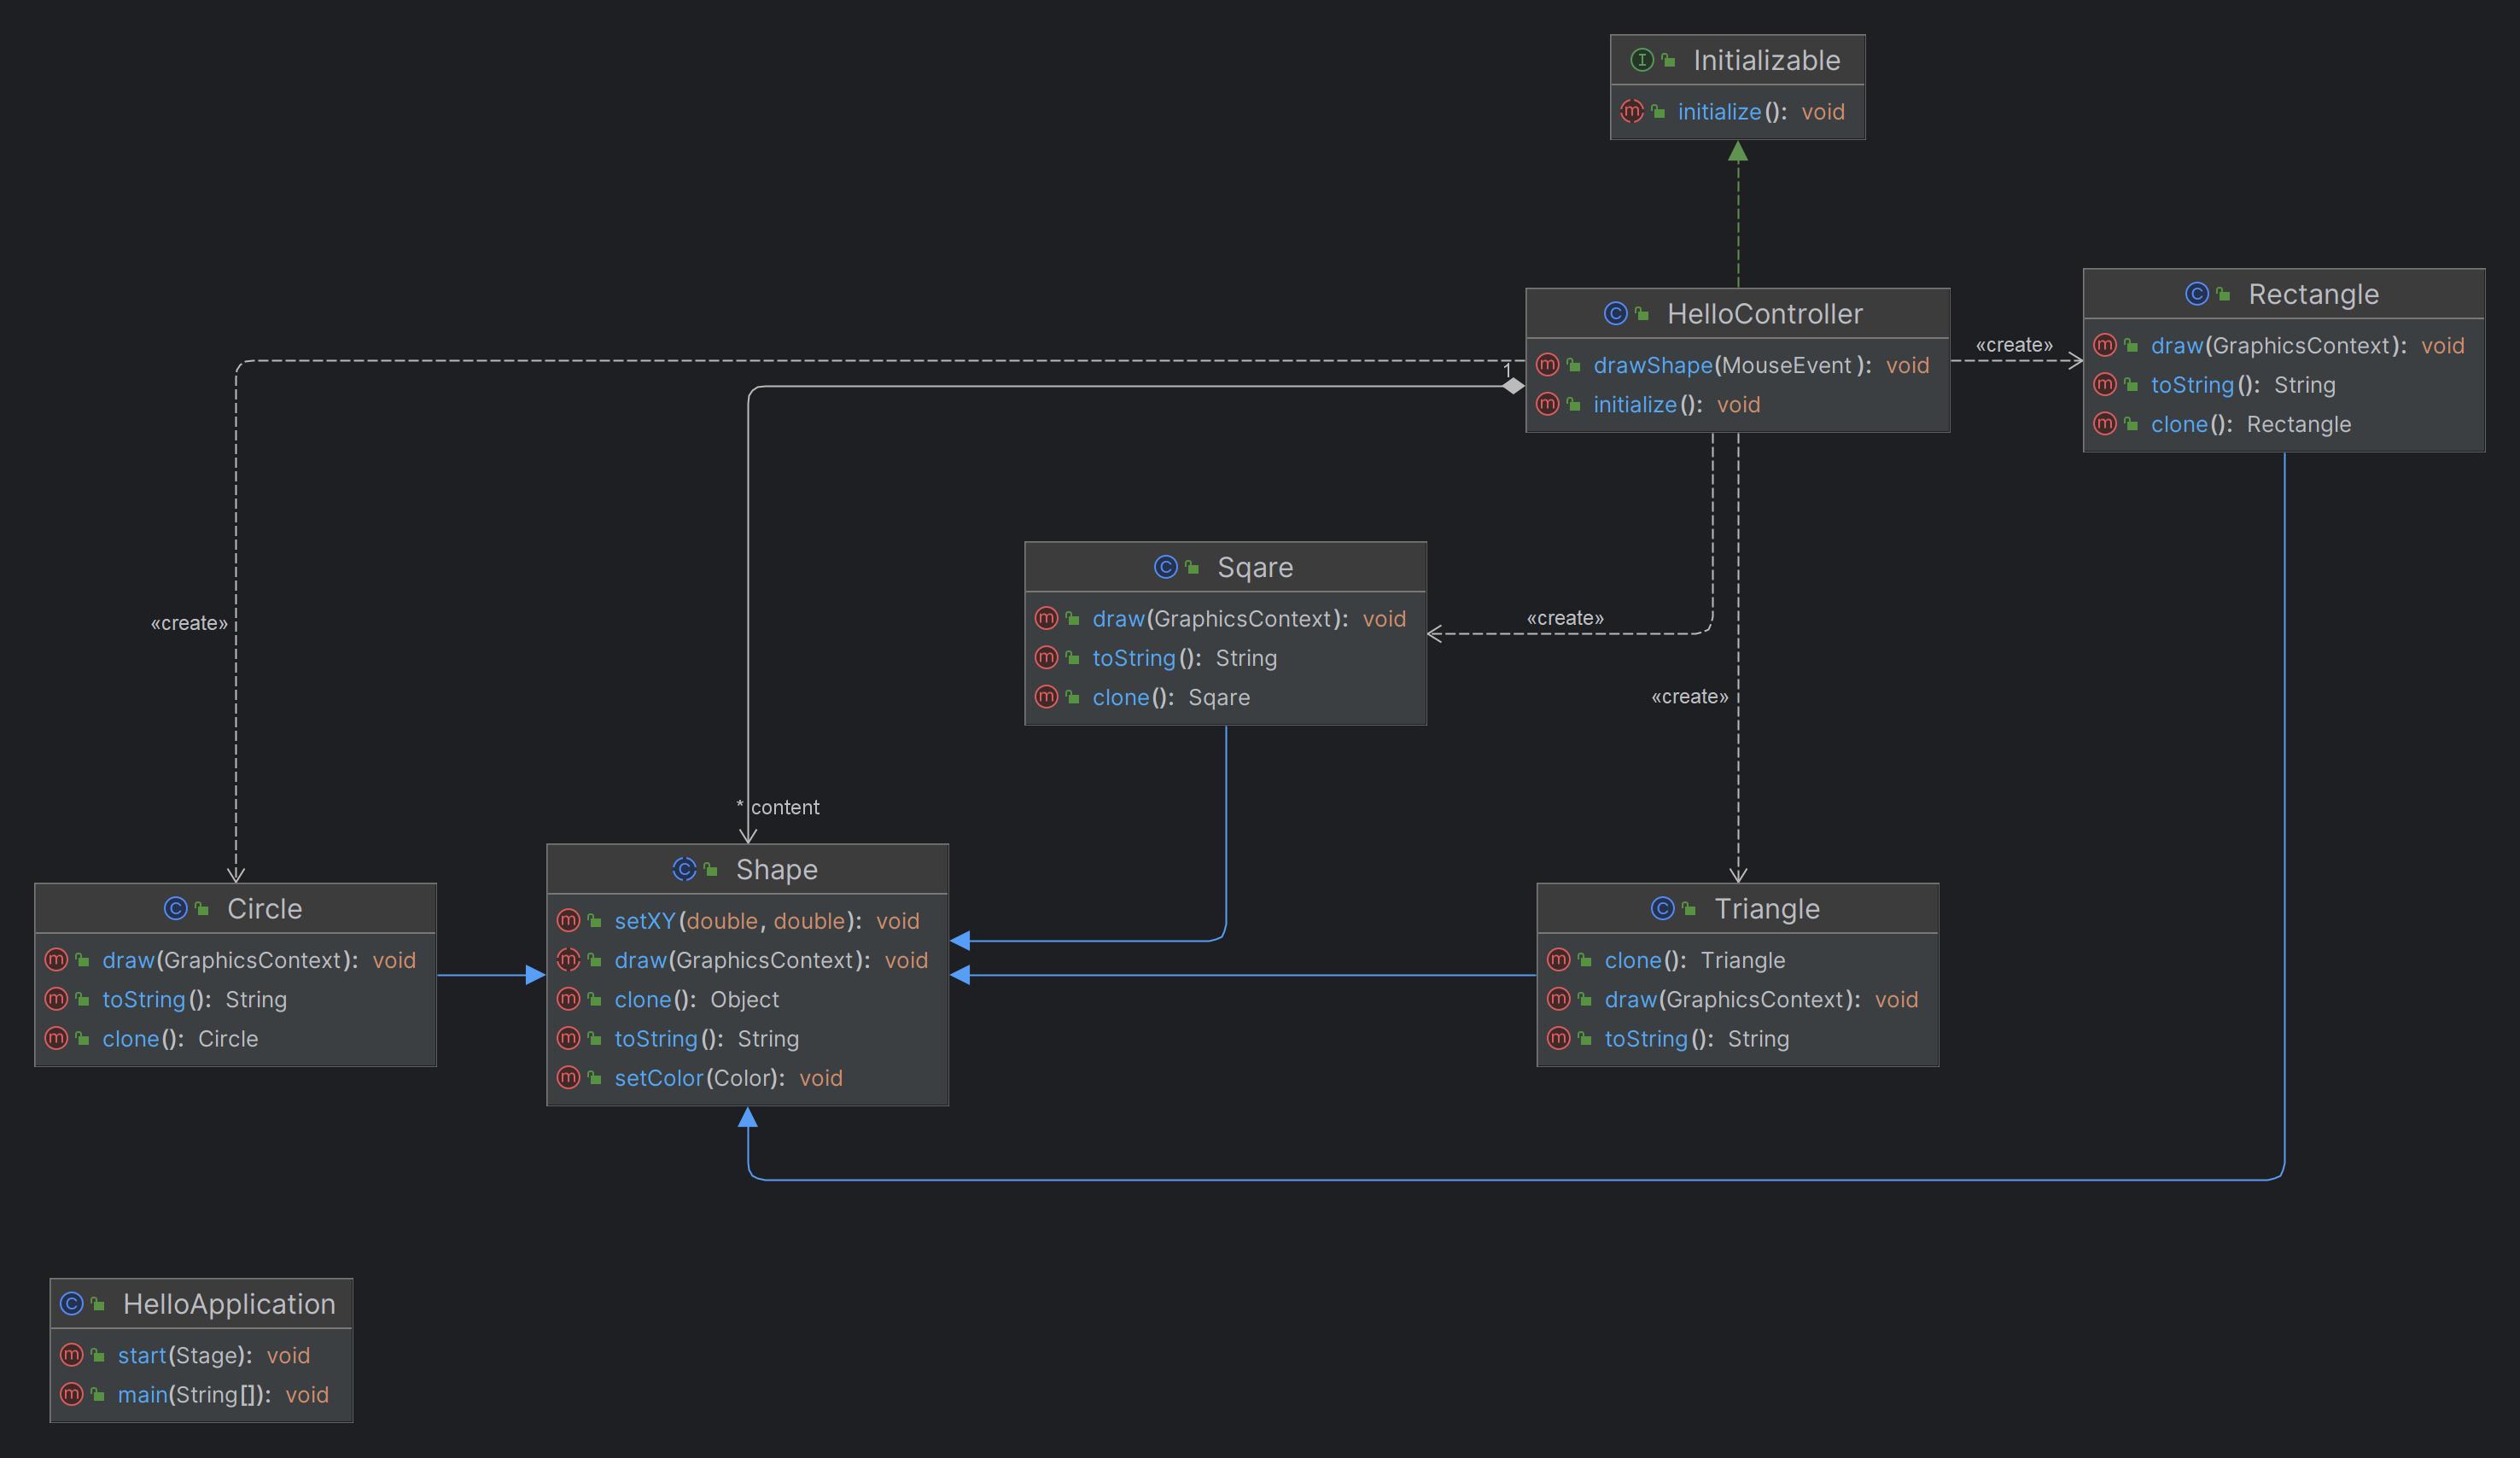 Initializable
initialize(): void
HelloController
drawShape(MouseEvent): void
initialize(): void
1
«create»
Rectangle
draw(GraphicsContext): void
toString(): String
clone(): Rectangle
Sqare
draw(GraphicsContext): void
toString(): String
clone(): Sqare
«create»
«create»
«create»
* content
Shape
setXY(double, double): void
draw(GraphicsContext): void
clone(): Object
toString(): String
setColor(Color): void
Circle
draw(GraphicsContext): void
toString(): String
clone(): Circle
Triangle
clone(): Triangle
draw(GraphicsContext): void
toString(): String
HelloApplication
start(Stage): void
main(String[]): void